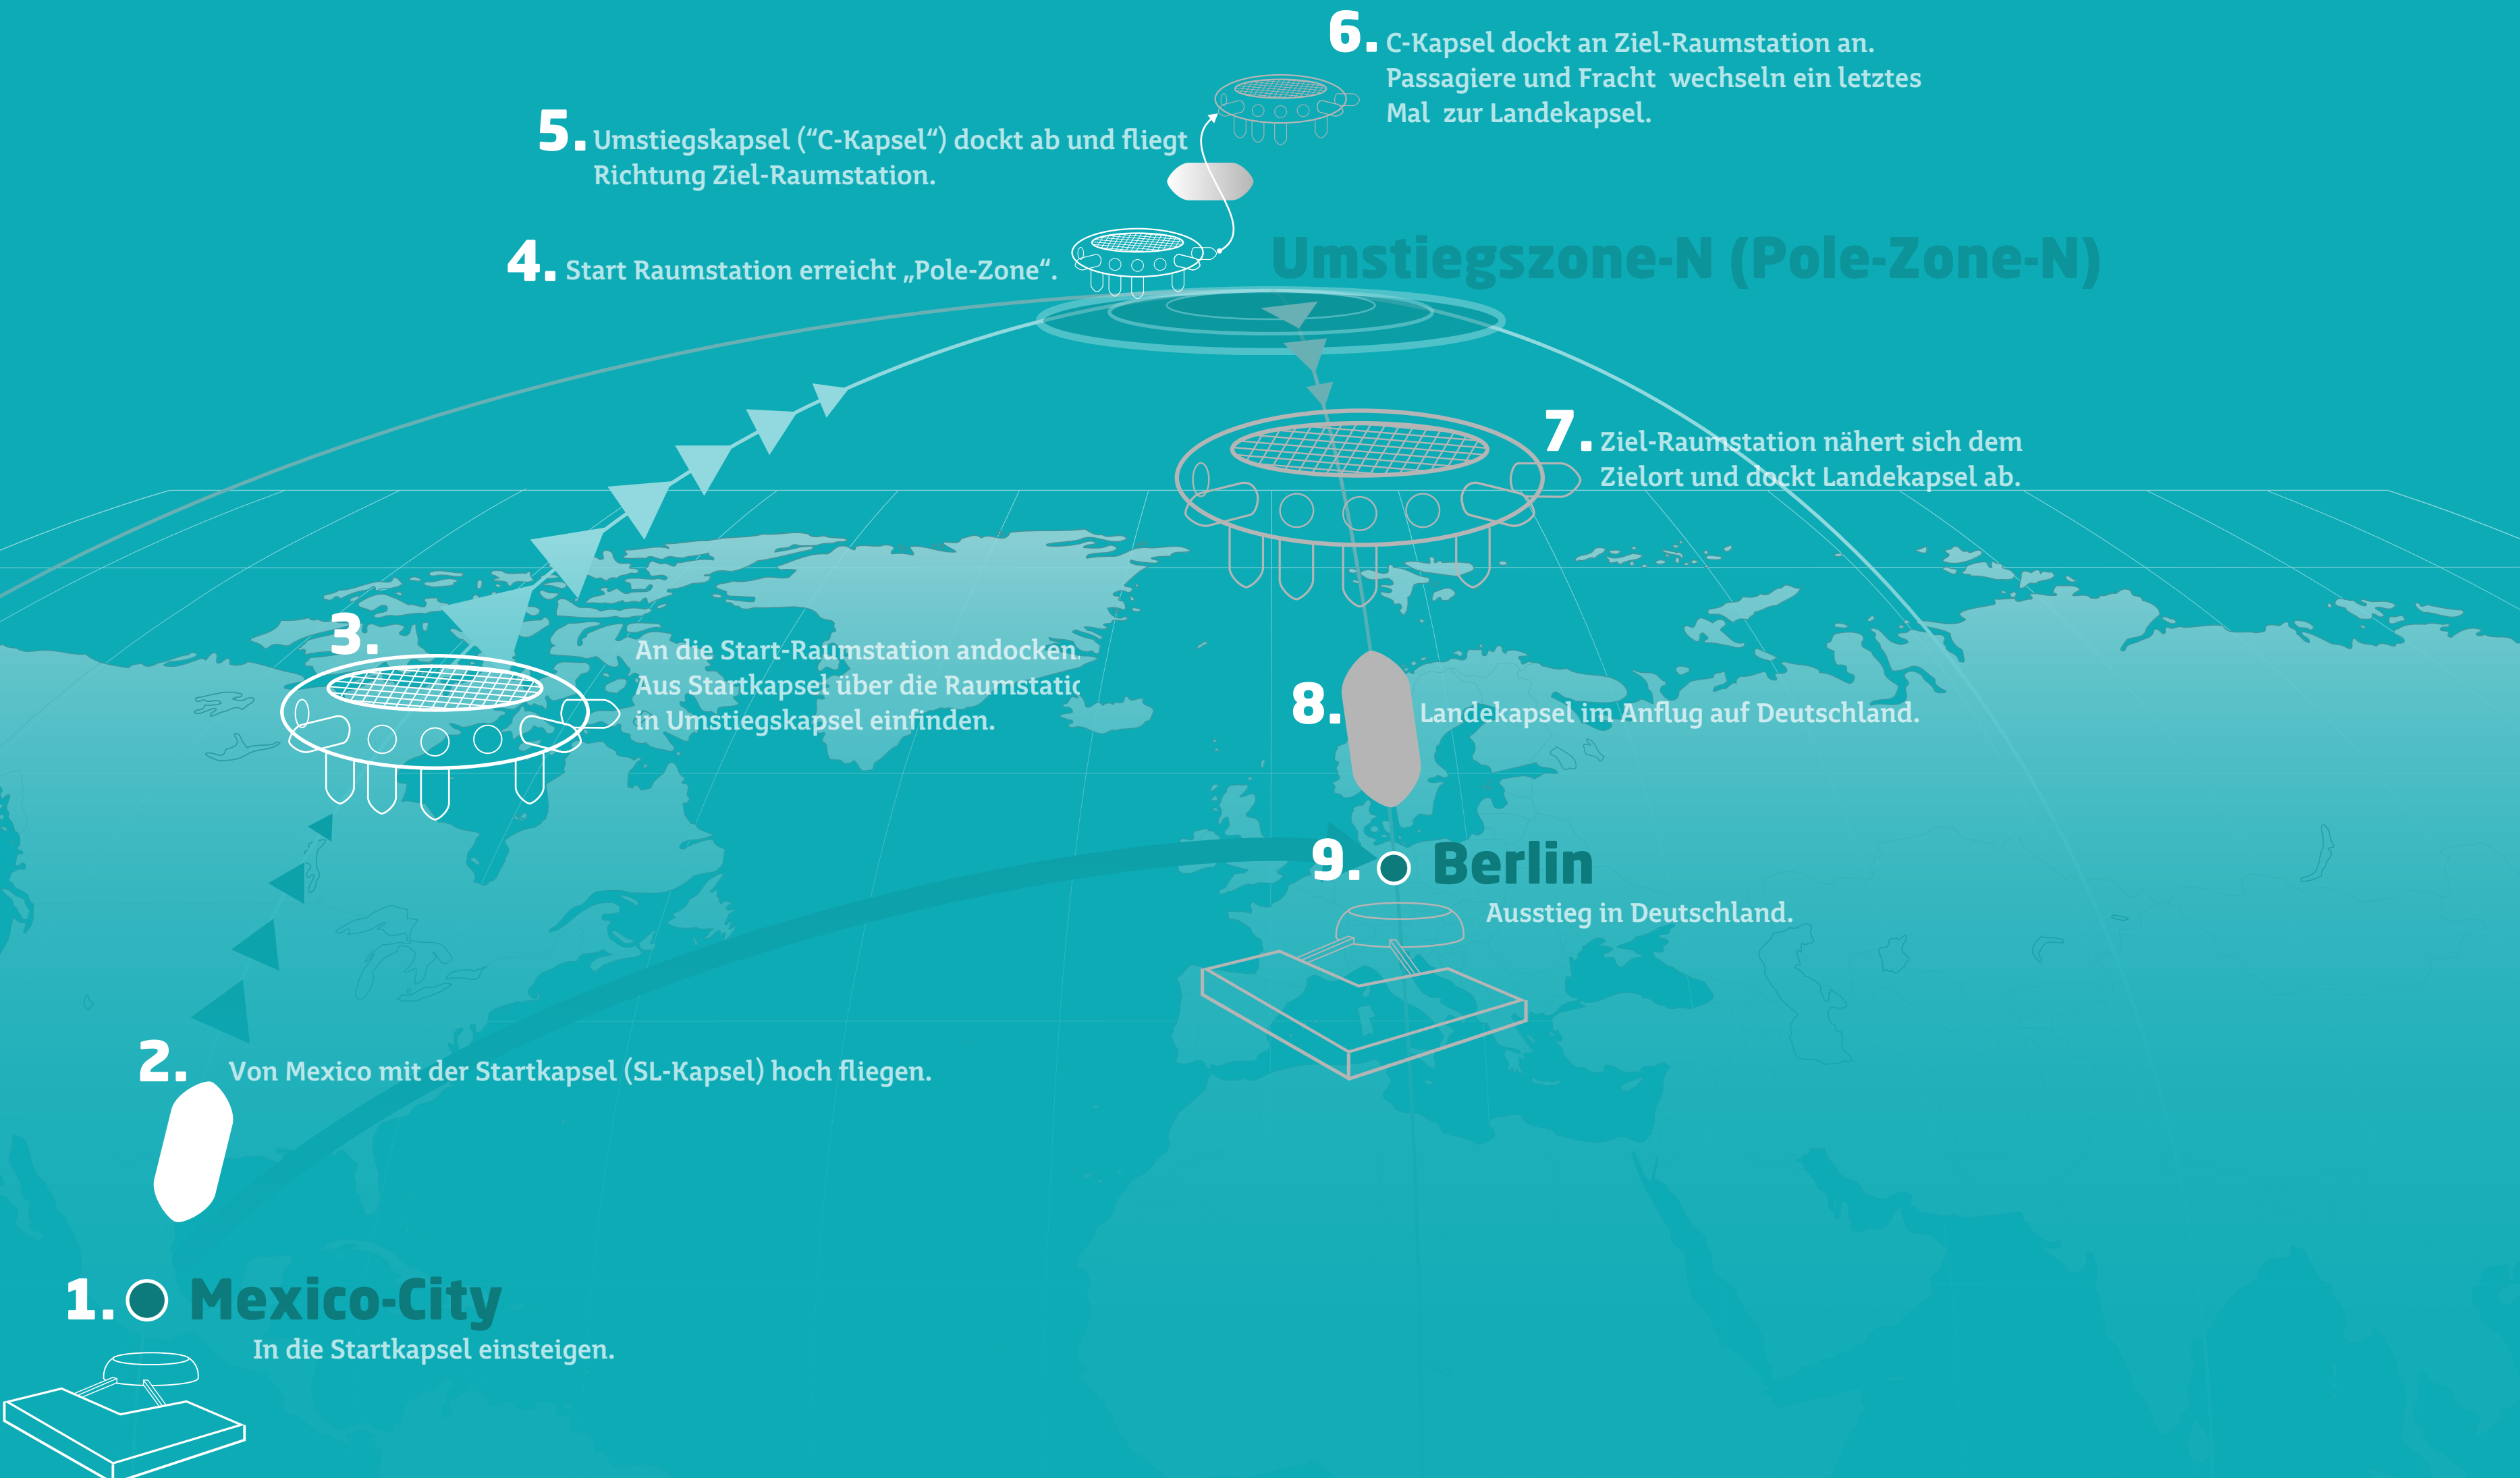 1. Mexico-City
In die Startkapsel einsteigen.
2. Von Mexico mit der Startkapsel (SL-Kapsel) hoch fliegen.
3. An die Start-Raumstation andocken.
Aus Startkapsel über die
in Umstiegskapsel einfinden.
4. Start Raumstation erreicht „Pole-Zone“.
5. Umstiegskapsel (“C-Kapsel“) dockt ab und fliegt
Richtung Ziel-Raumstation.
6. C-Kapsel dockt an Ziel-Raumstation an.
Passagiere und Fracht wechseln ein letztes
Mal zur Landekapsel.
Umstiegszone-N (Pole-Zone-N)
7. Ziel-Raumstation nähert sich dem
Zielort und dockt Landekapsel ab.
8. Landekapsel im Anflug auf Deutschland.
9. Berlin
Ausstieg in Deutschland.